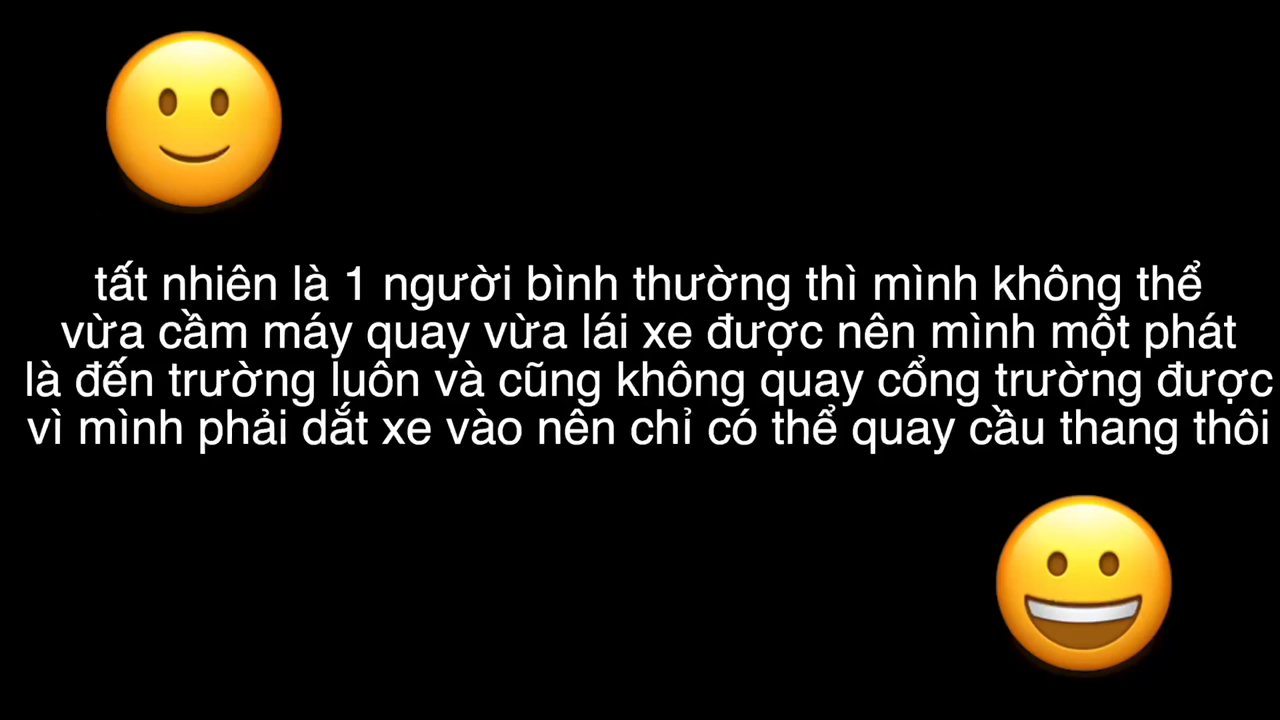 tất nhiên là 1 người bình thường thì mình không thể
vừa cầm máy quay vừa lái xe được nên mình một phát
là đến trường luôn và cũng không quay cổng trường được
vì mình phải dắt xe vào nên chỉ có thể quay cầu thang thôi